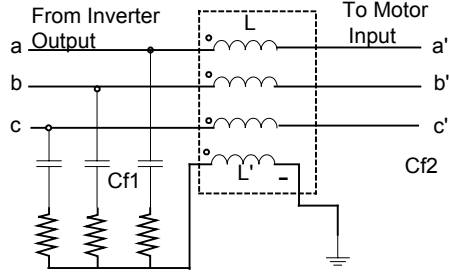 From Inverter
Output
L
To Motor
Input
a
a'
b
b'
c
c'
Cf1
L'
-
Cf2